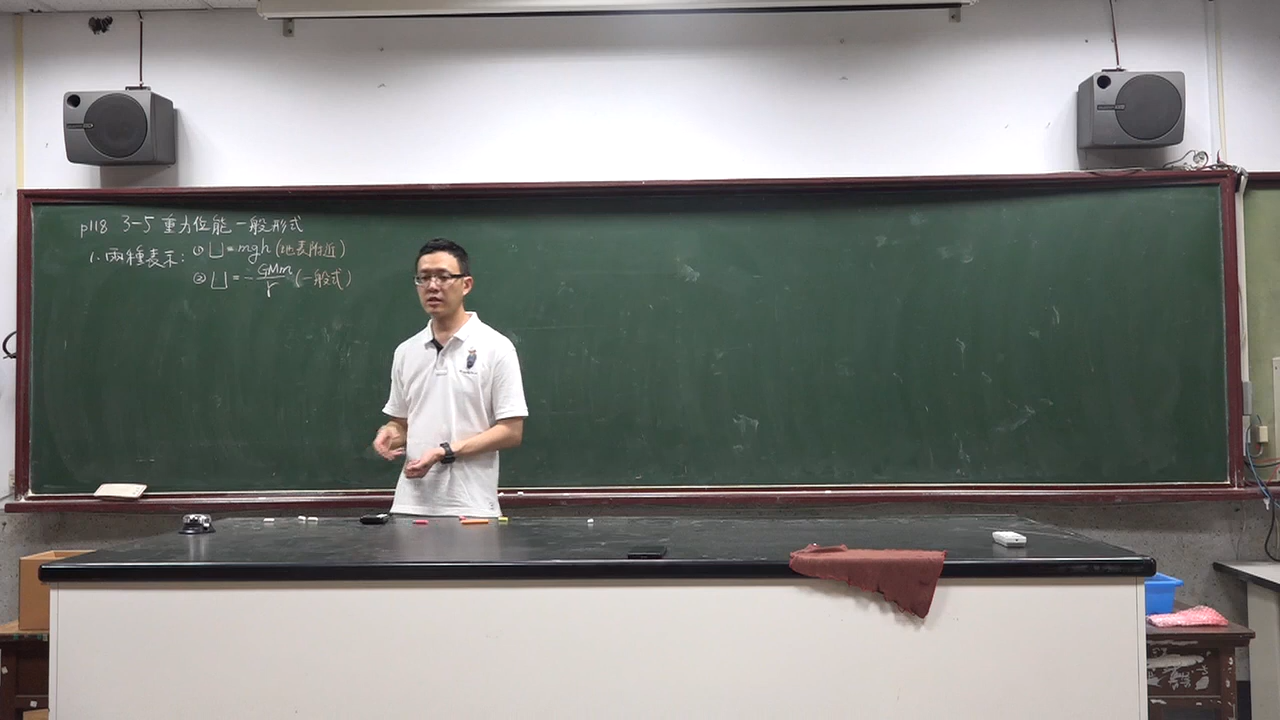 p118 3-5 重力位能一般形式
1. 兩種表示: ① U=mgh (地表附近)
② U=-GMm/r (一般式)